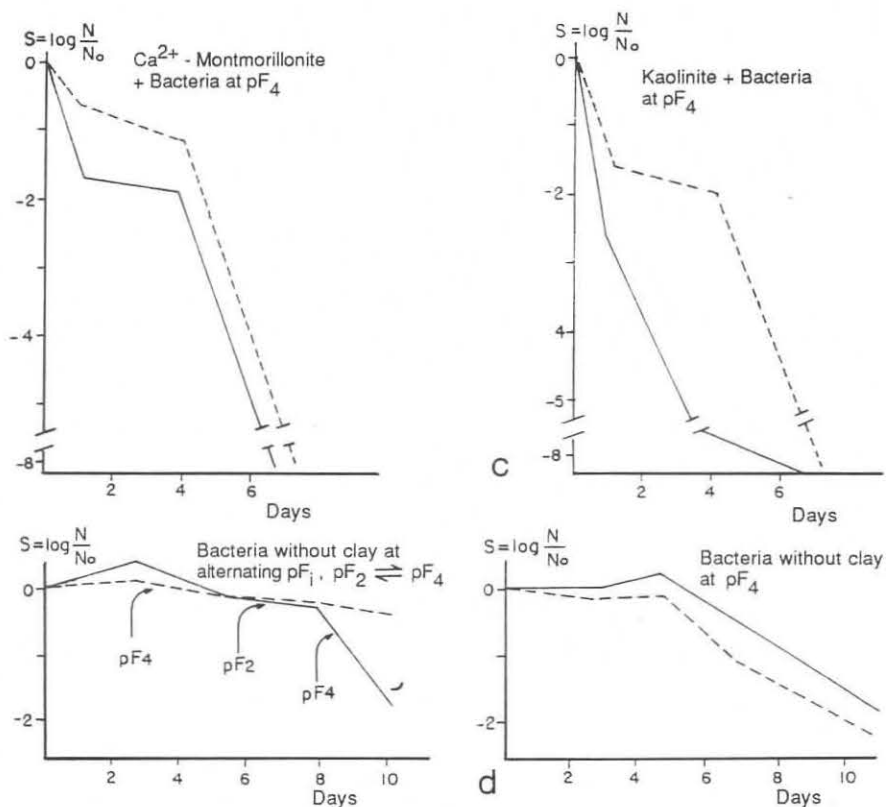 S=log N/No
Ca2+ - Montmorillonite
+ Bacteria at pF4
0
-2
-4
-8
2 4 6
Days
S=log N/No
Kaolinite + Bacteria
at pF4
0
-2
4
-5
-8
c
2 4 6 8
Days
S=log N/No
Bacteria without clay at
alternating pFi, pF2 ⇌ pF4
0
pF4
pF2
pF4
-2
2 4 6 8 10
Days
S=log N/No
Bacteria without clay
at pF4
0
-2
d
2 4 6 8 10
Days